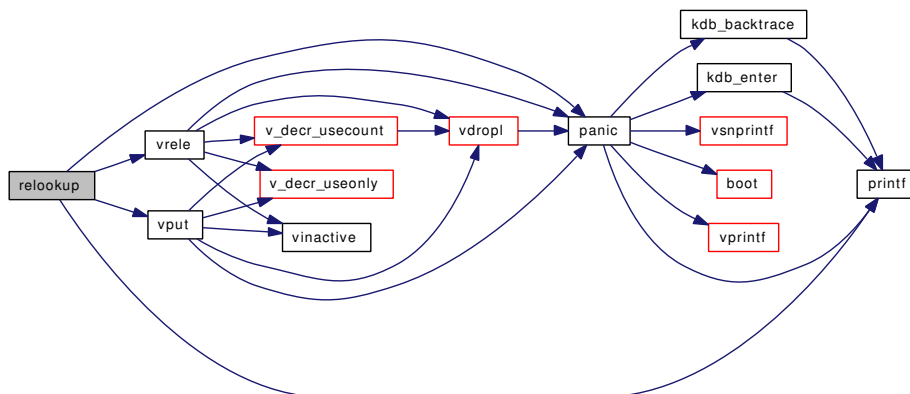 relookup
vrele
vput
v_decr_usecount
v_decr_useonly
vinactive
vdropl
panic
kdb_backtrace
kdb_enter
vsnprintf
boot
vprintf
printf